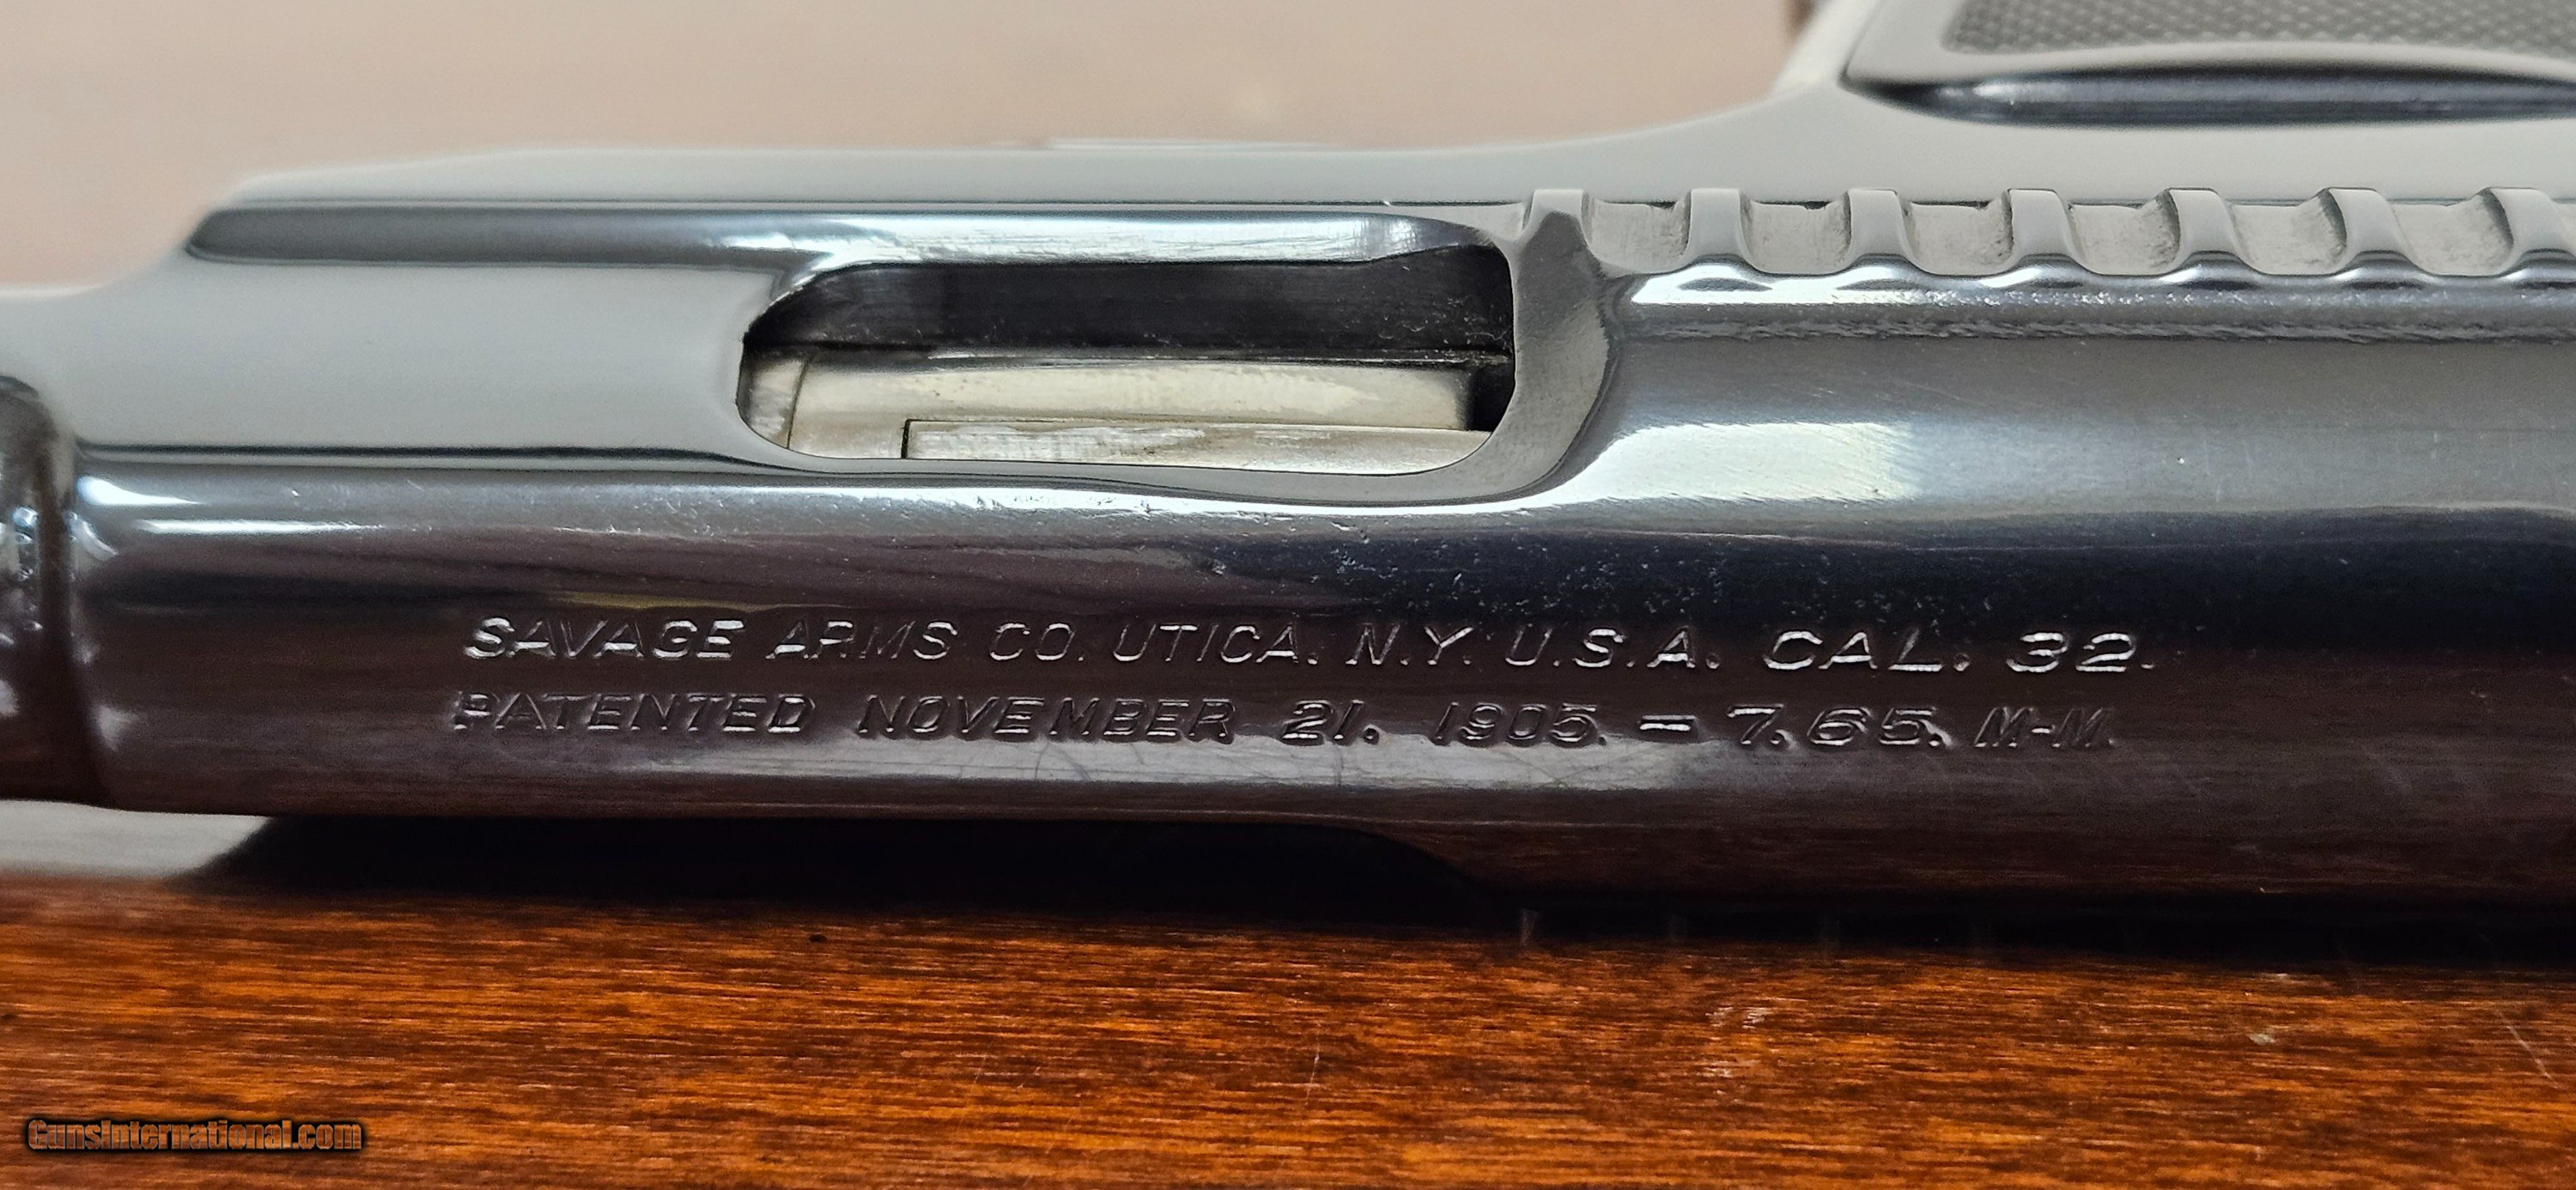 SAVAGE ARMS CO. UTICA. N.Y. U.S.A. CAL. 32.
PATENTED NOVEMBER 21. 1905. – 7.65. M-M.
GunsInternational.com